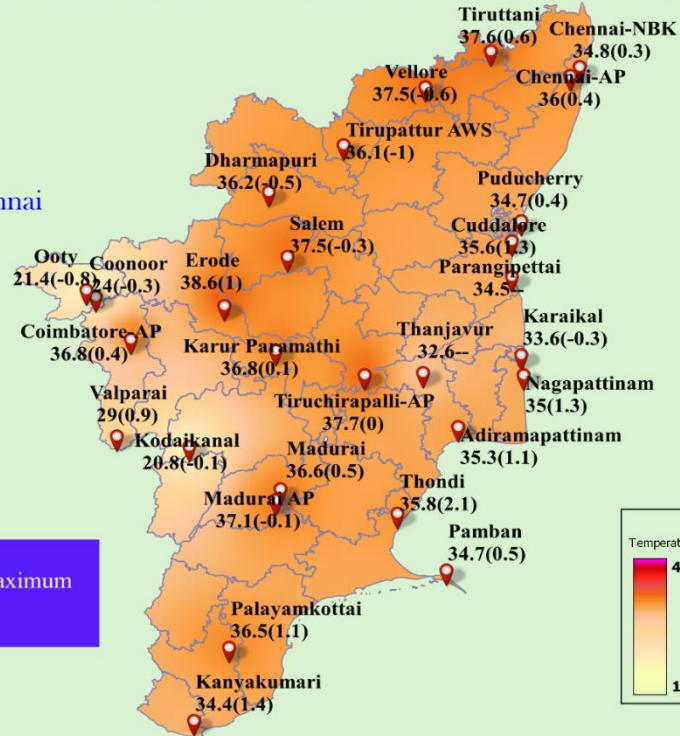 Tiruttani
37.6(0.6)
Chennai-NBK
34.8(0.3)
Vellore
37.5(-0.6)
Chennai-AP
36(0.4)
Tirupattur AWS
36.1(-1)
Dharmapuri
36.2(-0.5)
Puducherry
34.7(0.4)
nnai
Salem
37.5(-0.3)
Cuddalore
35.6(1.3)
Ooty
21.4(-0.8)
Coonoor
24(-0.3)
Erode
38.6(1)
Parangipettai
34.5--
Coimbatore-AP
36.8(0.4)
Karur Paramathi
36.8(0.1)
Thanjavur
32.6--
Karaikal
33.6(-0.3)
Valparai
29(0.9)
Tiruchirapalli-AP
37.7(0)
Nagapattinam
35(1.3)
Kodaikanal
20.8(-0.1)
Madurai
36.6(0.5)
Adiramapattinam
35.3(1.1)
Madurai AP
37.1(-0.1)
Thondi
35.8(2.1)
Pamban
34.7(0.5)
Temperat
4
1
aximum
Palayamkottai
36.5(1.1)
Kanyakumari
34.4(1.4)